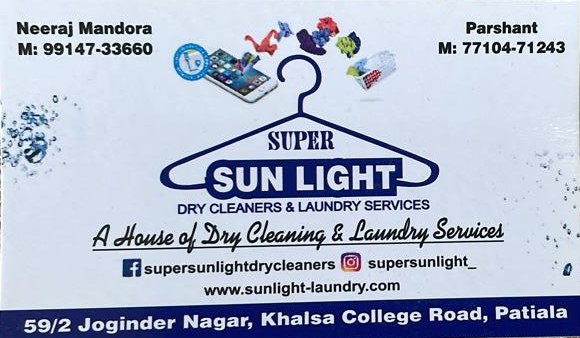 Neeraj Mandora
M: 99147-33660
Parshant
M: 77104-71243
SUPER
SUN LIGHT
DRY CLEANERS & LAUNDRY SERVICES
A House of Dry Cleaning & Laundry Services
supersunlightdrycleaners supersunlight_
www.sunlight-laundry.com
59/2 Joginder Nagar, Khalsa College Road, Patiala